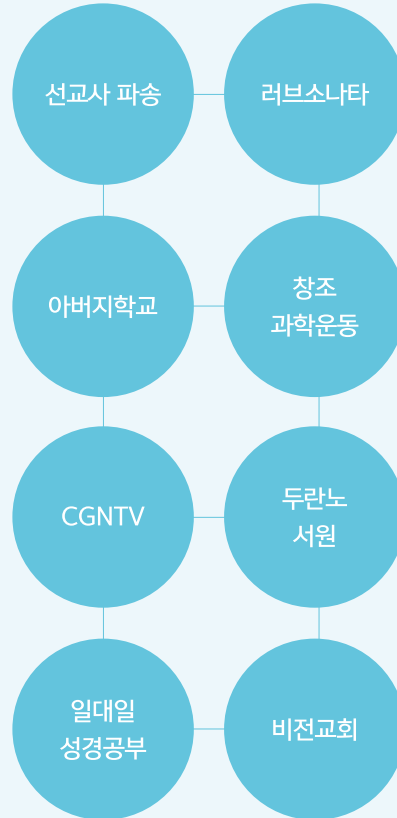 선교사 파송
러브소나타
아버지학교
창조
과학운동
CGNTV
두란노
서원
일대일
성경공부
비전교회